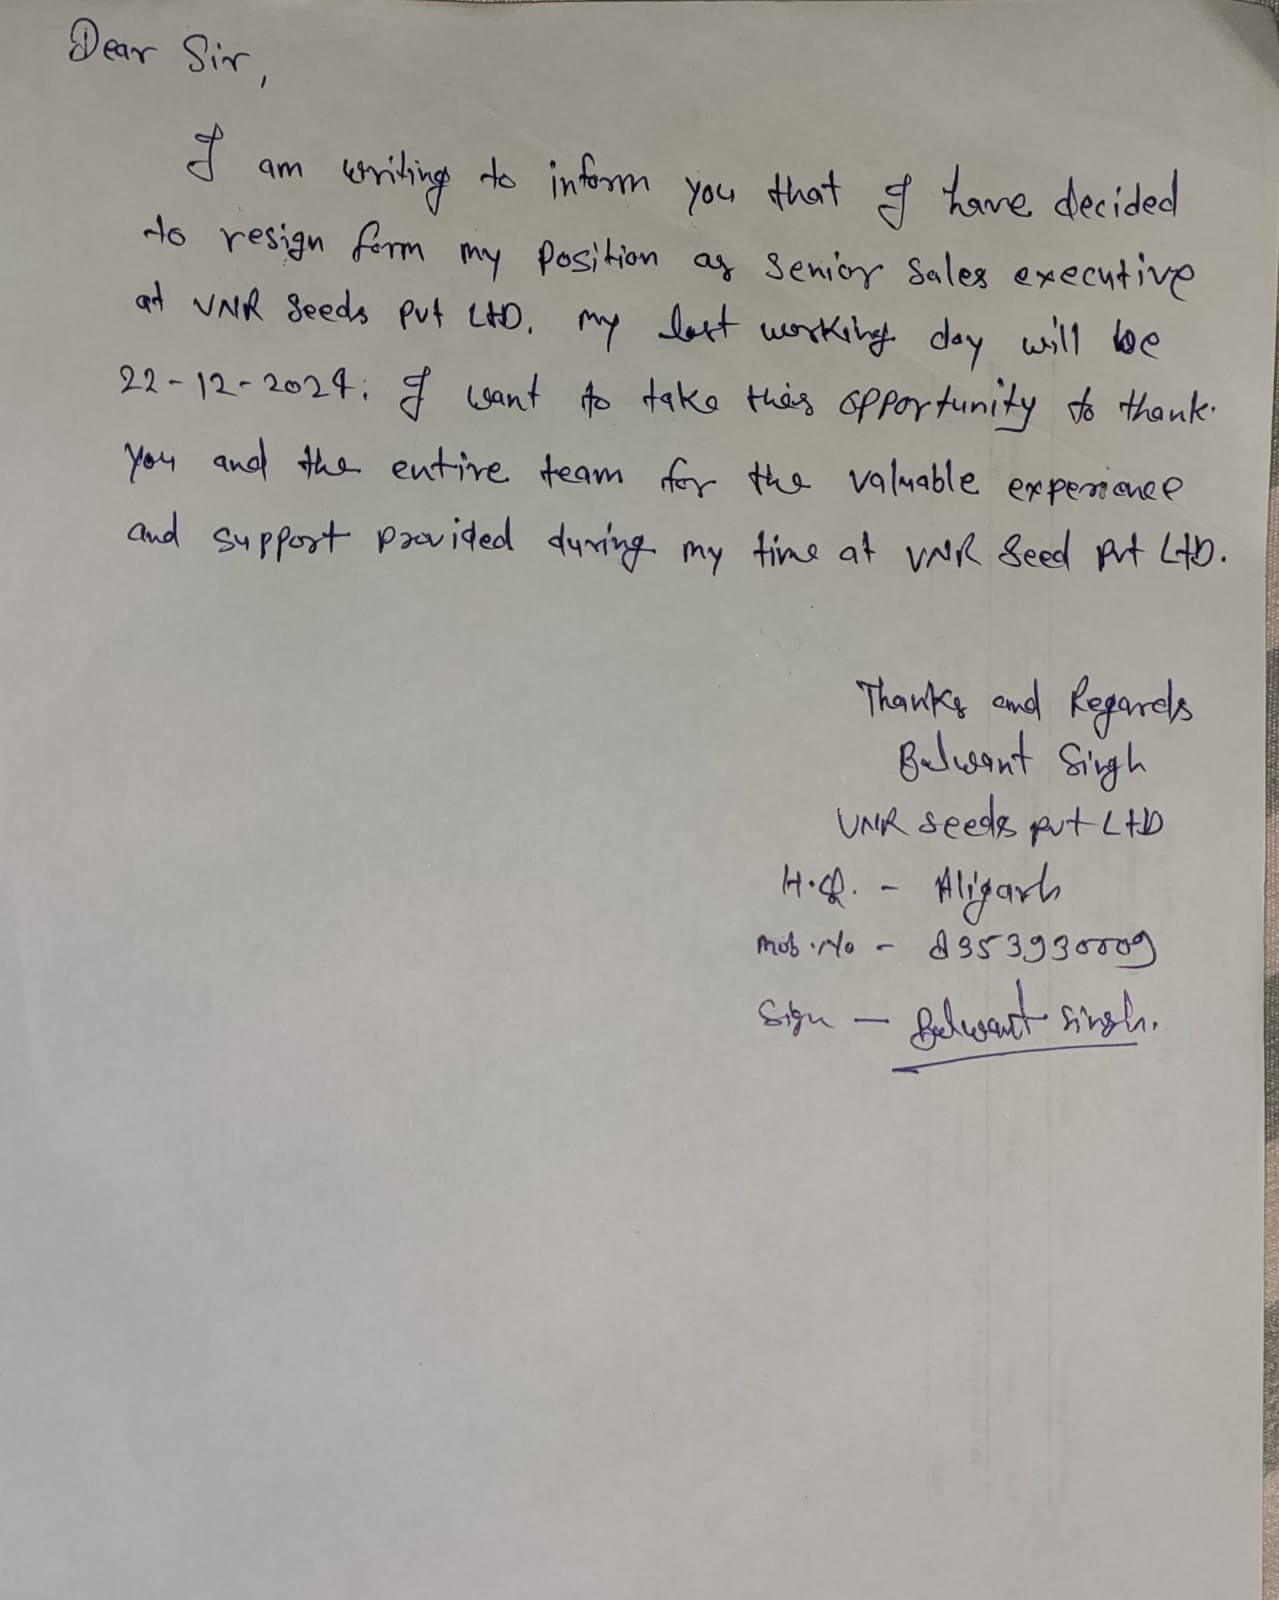 Dear Sir,
I am writing to inform you that I have decided
to resign form my position as senior sales executive
at VNR Seeds Pvt LtD. my last working day will be
22-12-2024. I want to take this opportunity to thank.
you and the entire team for the valuable experience
and support provided during my time at VNR Seed Pvt LtD.
Thanks and Regards
Balwant Singh
VNR seeds pvt LtD
H.Q. - Aligarh
Mob. No - 8953930009
Sign - Balwant Singh.